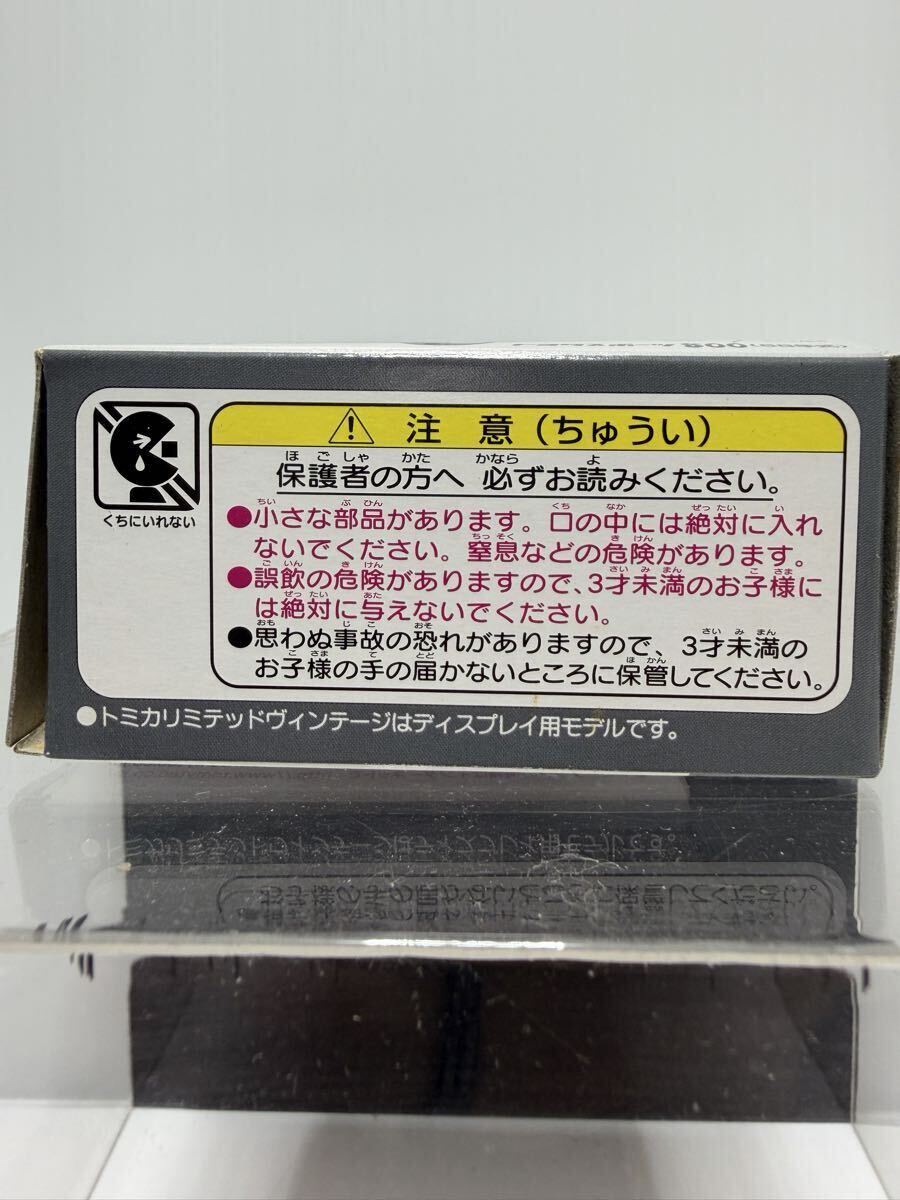 くちにいれない
注意（ちゅうい）
保護者の方へ 必ずお読みください。
●小さな部品があります。口の中には絶対に入れ
ないでください。窒息などの危険があります。
●誤飲の危険がありますので、3才未満のお子様に
は絶対に与えないでください。
●思わぬ事故の恐れがありますので、3才未満の
お子様の手の届かないところに保管してください。
●トミカリミテッドヴィンテージはディスプレイ用モデルです。